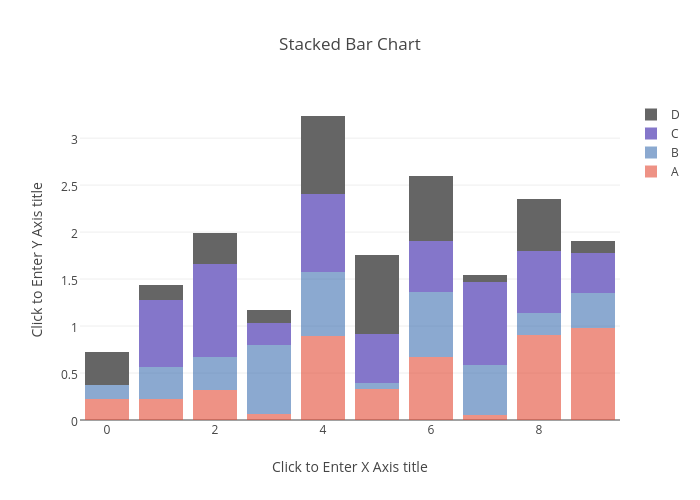 Stacked Bar Chart
D
C
B
A
3
2.5
2
1.5
1
0.5
0
Click to Enter Y Axis title
0 2 4 6 8
Click to Enter X Axis title